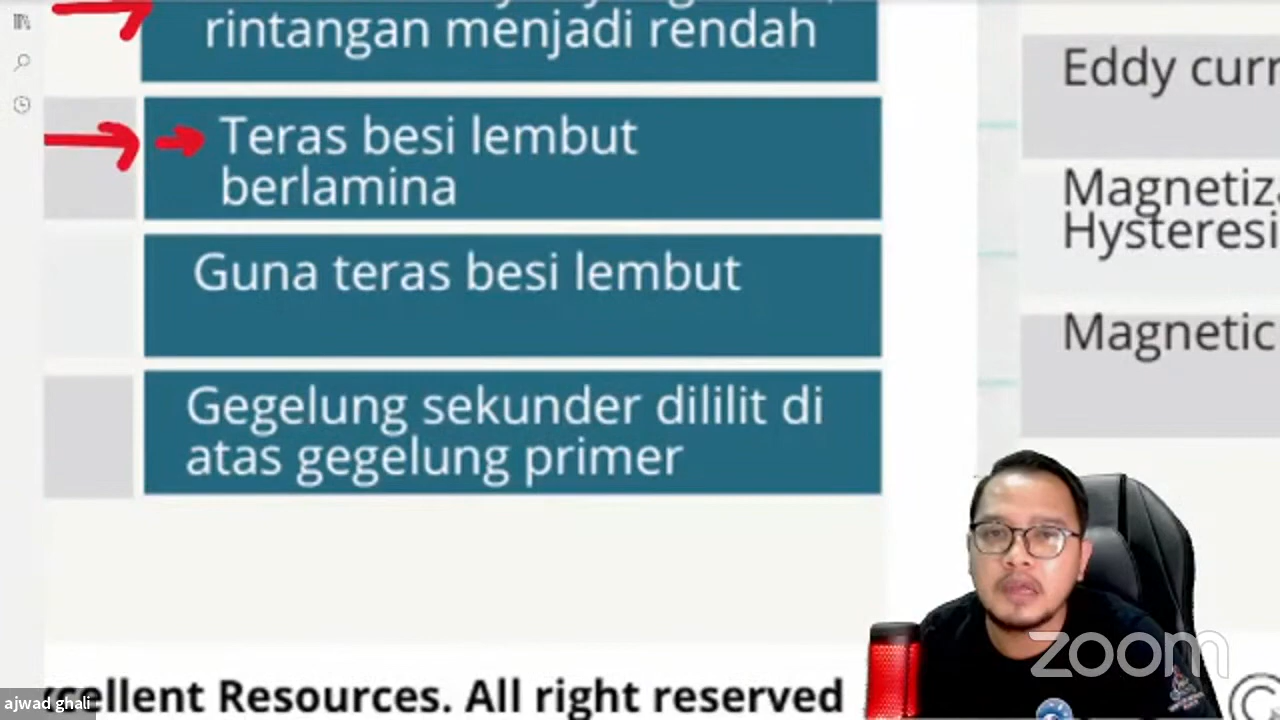 rintangan menjadi rendah
Teras besi lembut
berlamina
Guna teras besi lembut
Gegelung sekunder dililit di
atas gegelung primer
Eddy curr
Magnetiz
Hysteresi
Magnetic
cellent Resources. All right reserved
ajwad ghali
zoom